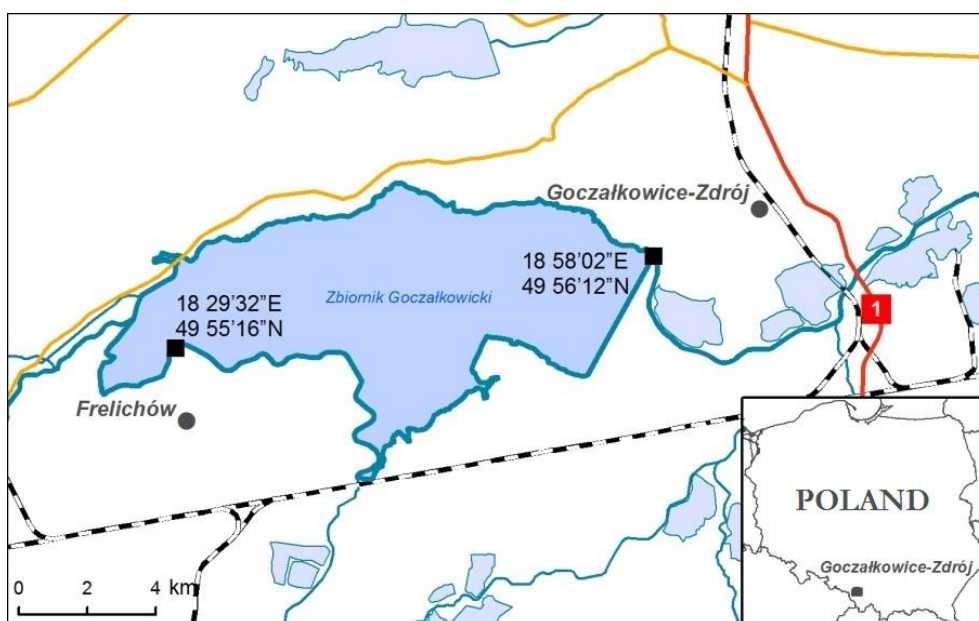 Goczałkowice-Zdrój
18 58’02”E
49 56’12”N
Zbiornik Goczałkowicki
18 29’32”E
49 55’16”N
1
Frelichów
POLAND
Goczałkowice-Zdrój
0 2 4 km